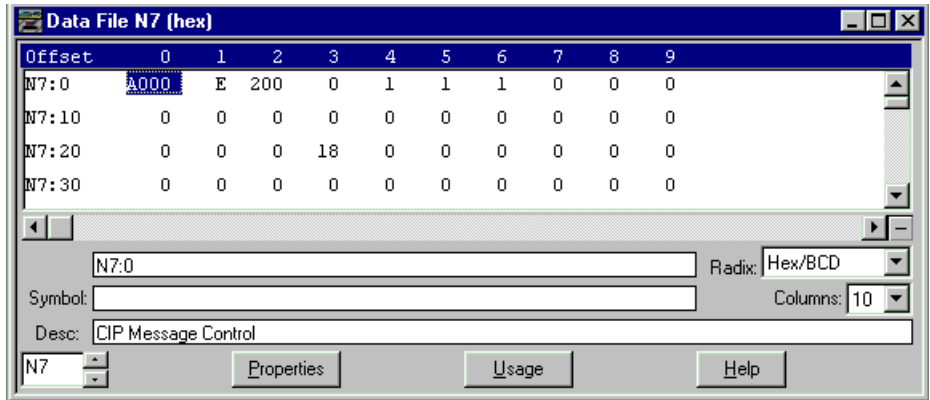 Data File N7 (hex)
Offset 0 1 2 3 4 5 6 7 8 9
N7:0 A000 E 200 0 1 1 1 0 0 0
N7:10 0 0 0 0 0 0 0 0 0 0
N7:20 0 0 0 18 0 0 0 0 0 0
N7:30 0 0 0 0 0 0 0 0 0 0
N7:0 Radix: Hex/BCD
Symbol: Columns: 10
Desc: CIP Message Control
N7 Properties Usage Help